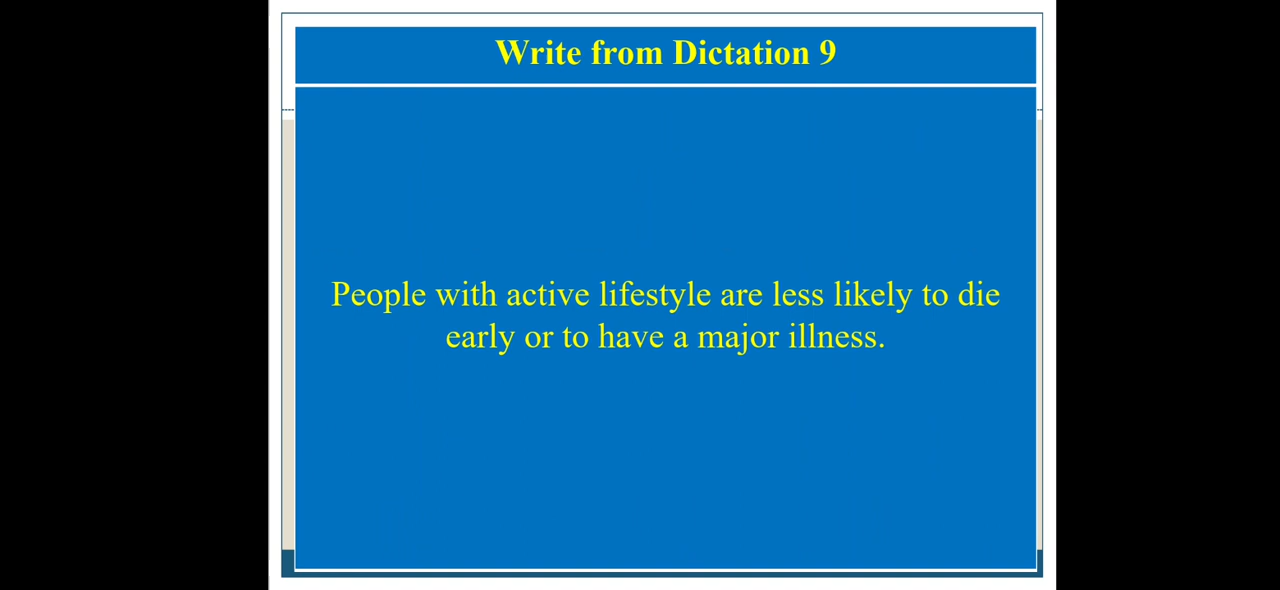 Write from Dictation 9
People with active lifestyle are less likely to die
early or to have a major illness.